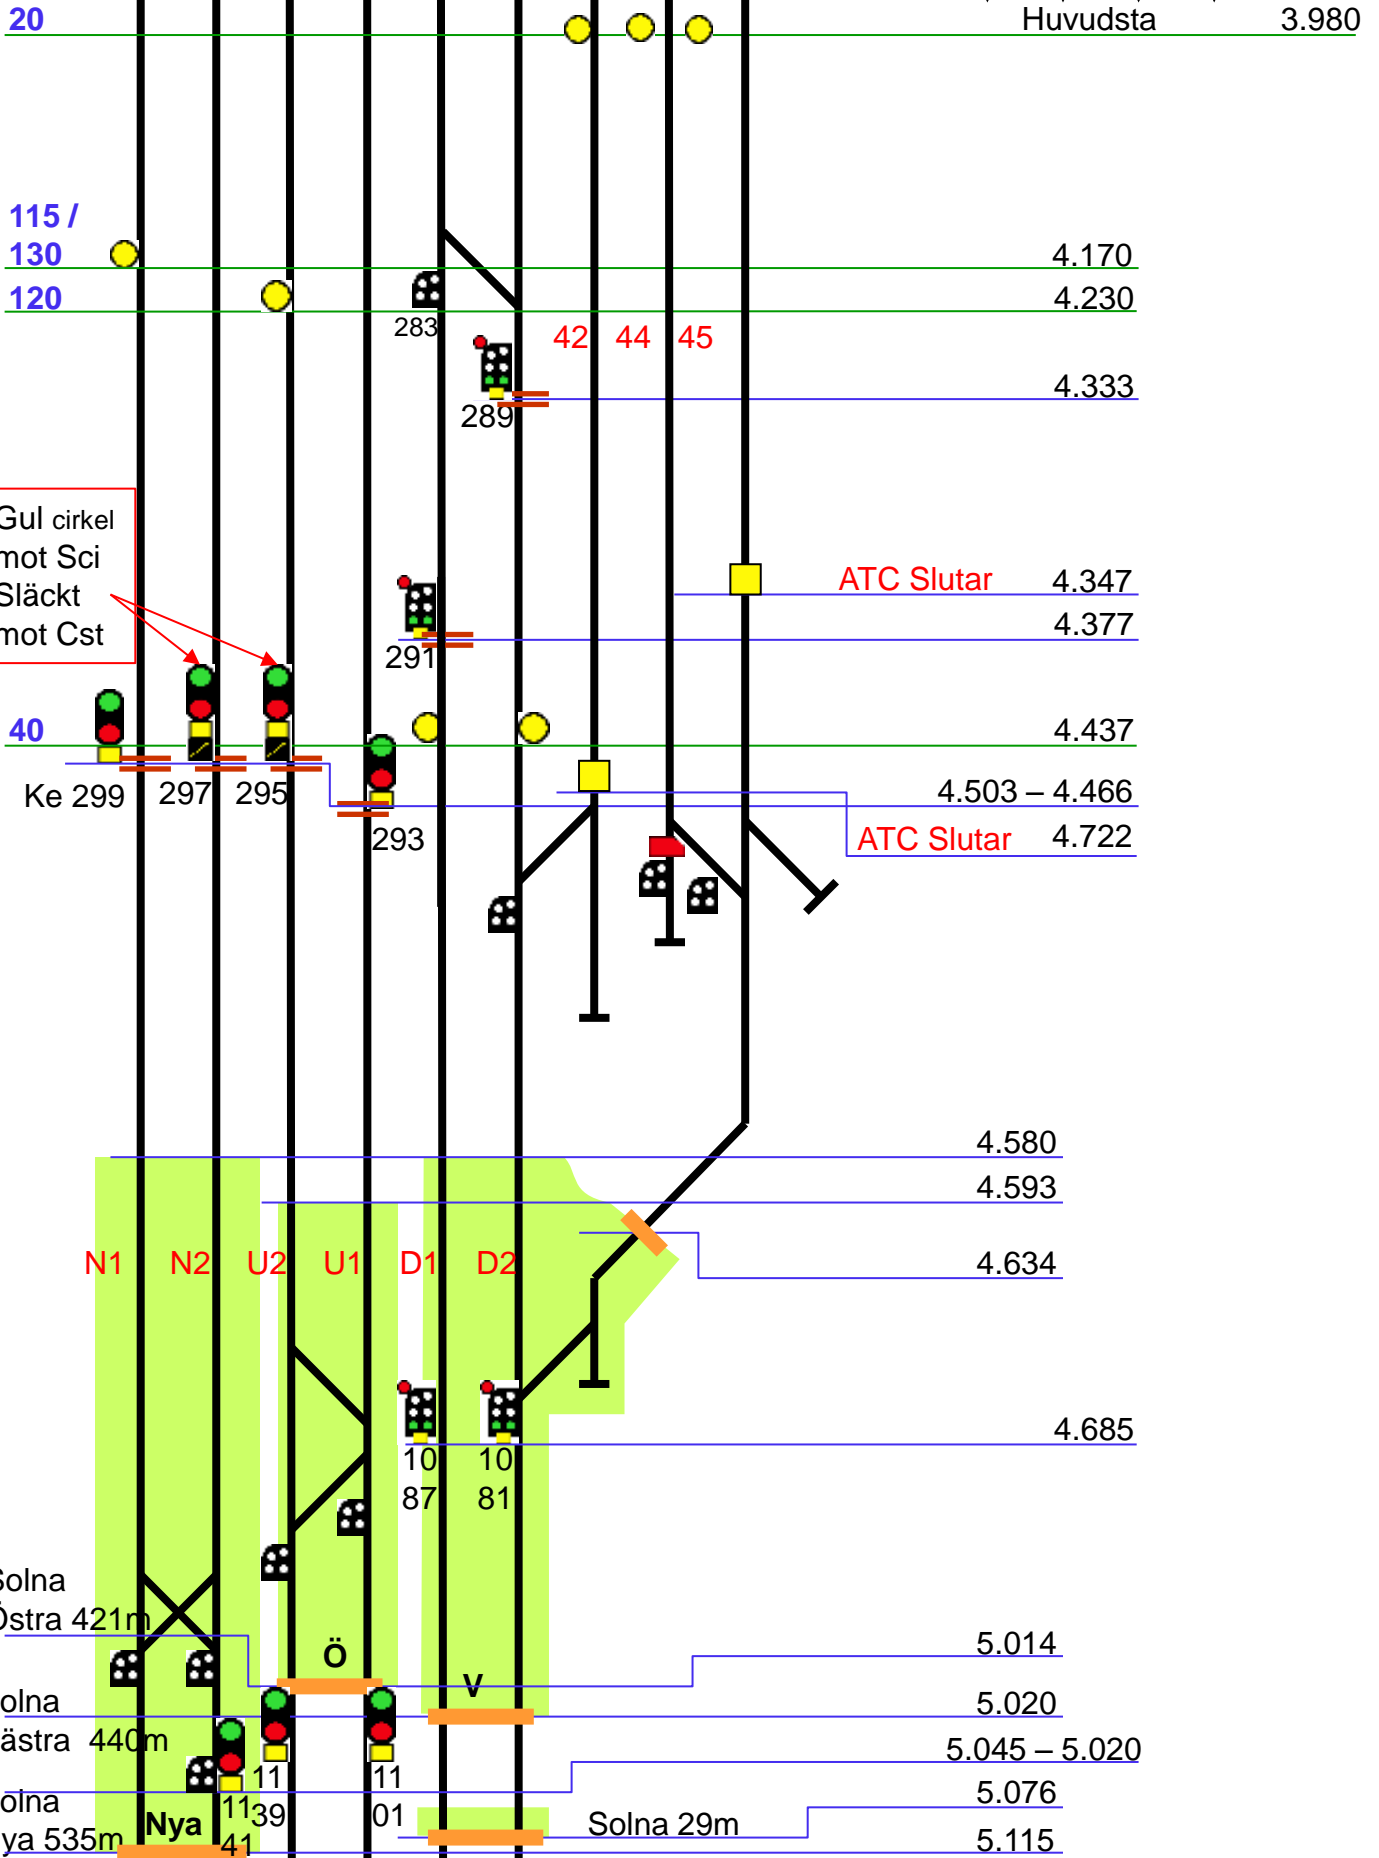 20
Huvudsta 3.980
115 /
130
4.170
120
4.230
283
42 44 45
4.333
289
Gul cirkel
mot Sci
Släckt
mot Cst
ATC Slutar 4.347
4.377
291
40
4.437
Ke 299 297 295
4.503 – 4.466
293
ATC Slutar 4.722
4.580
4.593
N1 N2 U2 U1 D1 D2
4.634
4.685
10 10
87 81
Solna
Östra 421m
5.014
Ö
V
olna
ästra 440m
5.020
5.045 – 5.020
11 11
39 01
5.076
olna
ya 535m
Nya
11
41
Solna 29m
5.115